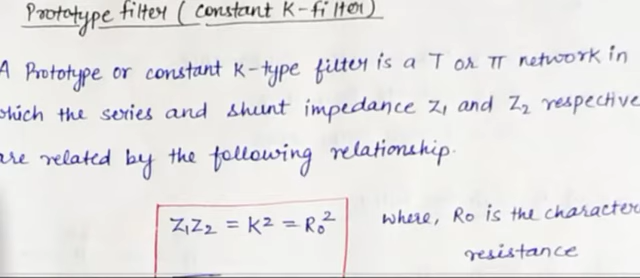 Prototype filter (constant K-filter)
A Prototype or constant K-type filter is a T or π network in
which the series and shunt impedance Z₁ and Z₂ respective
are related by the following relationship.
Z₁Z₂ = K² = R₀²
where, Ro is the character
resistance